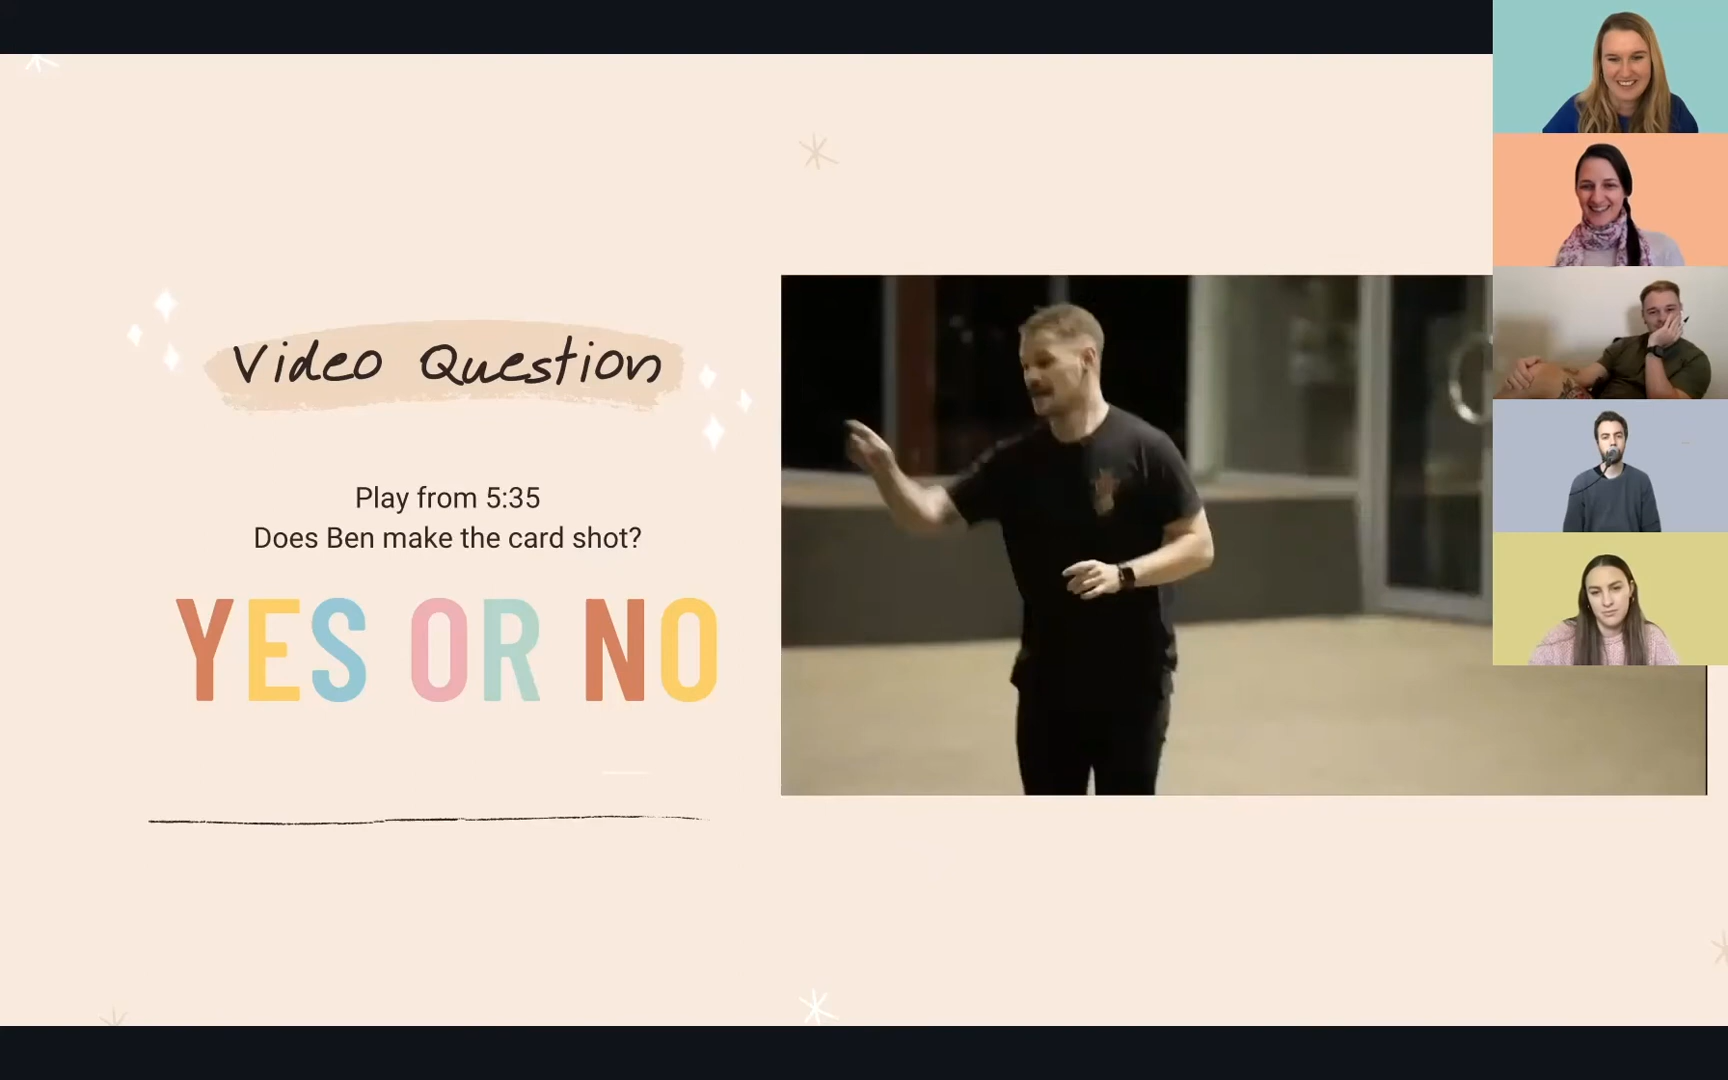 Video Question
Play from 5:35
Does Ben make the card shot?
YES OR NO